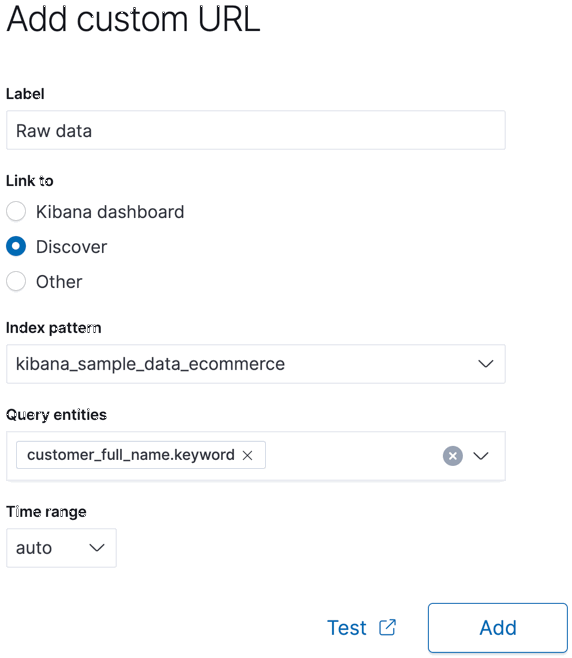 Add custom URL
Label
Raw data
Link to
Kibana dashboard
Discover
Other
Index pattern
kibana_sample_data_ecommerce
Query entities
customer_full_name.keyword
Time range
auto
Test
Add